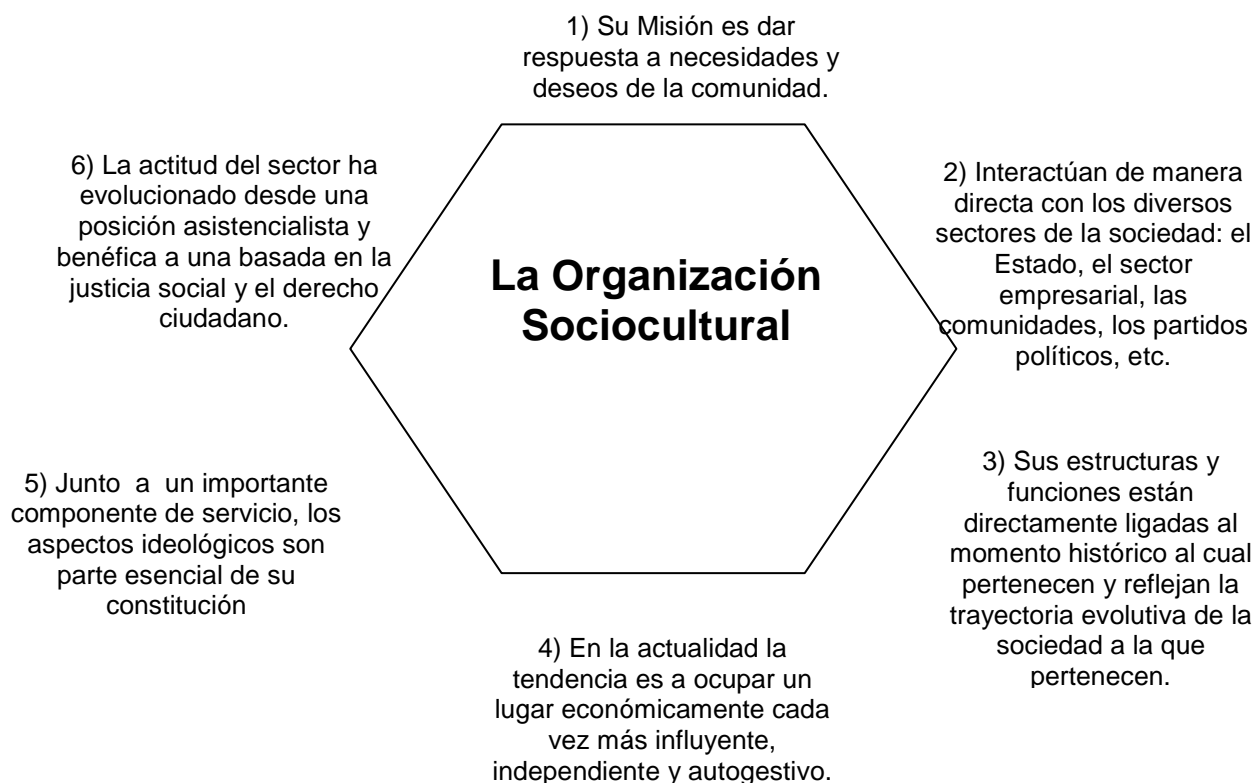 1) Su Misión es dar
respuesta a necesidades y
deseos de la comunidad.
La Organización
Sociocultural
2) Interactúan de manera
directa con los diversos
sectores de la sociedad: el
Estado, el sector
empresarial, las
comunidades, los partidos
políticos, etc.
3) Sus estructuras y
funciones están
directamente ligadas al
momento histórico al cual
pertenecen y reflejan la
trayectoria evolutiva de la
sociedad a la que
pertenecen.
4) En la actualidad la
tendencia es a ocupar un
lugar económicamente cada
vez más influyente,
independiente y autogestivo.
5) Junto a un importante
componente de servicio, los
aspectos ideológicos son
parte esencial de su
constitución
6) La actitud del sector ha
evolucionado desde una
posición asistencialista y
benéfica a una basada en la
justicia social y el derecho
ciudadano.